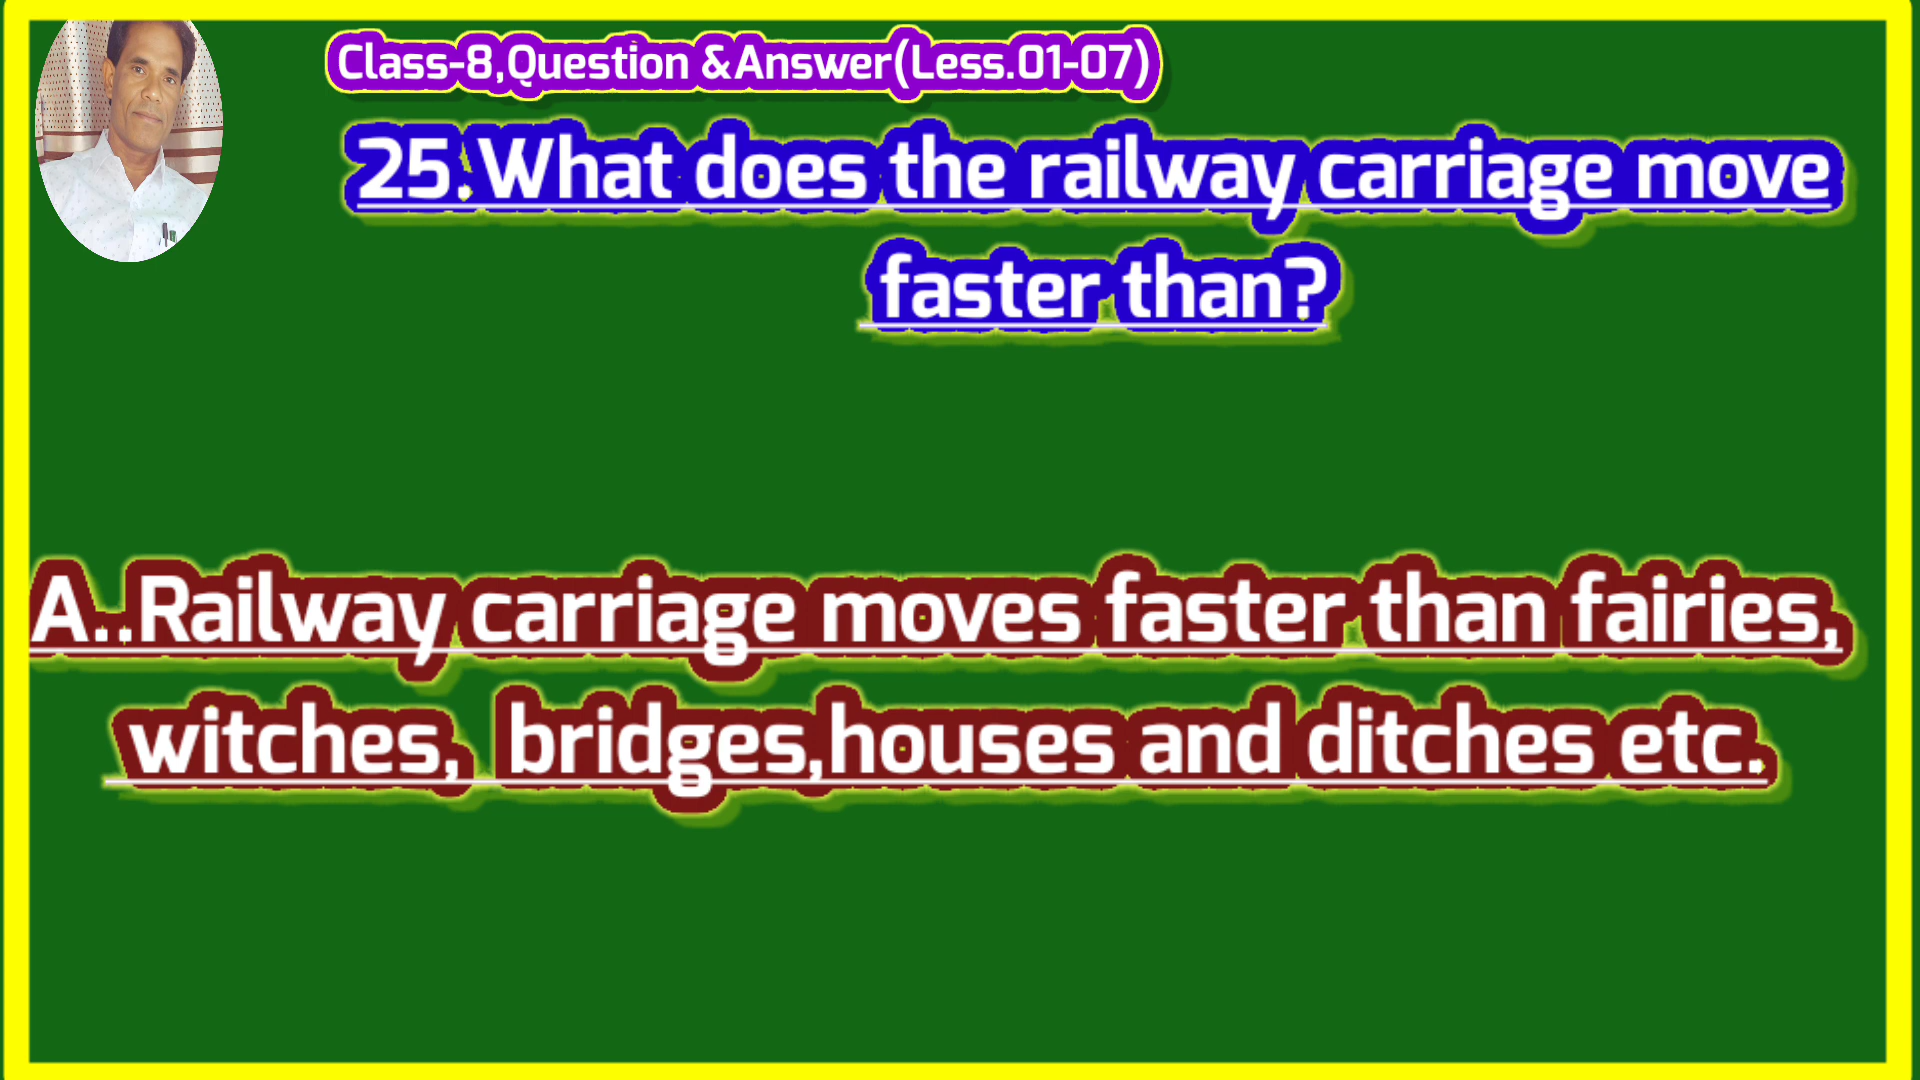 Class-8,Question &Answer(Less.01-07)
25.What does the railway carriage move
faster than?
A..Railway carriage moves faster than fairies,
witches, bridges,houses and ditches etc.